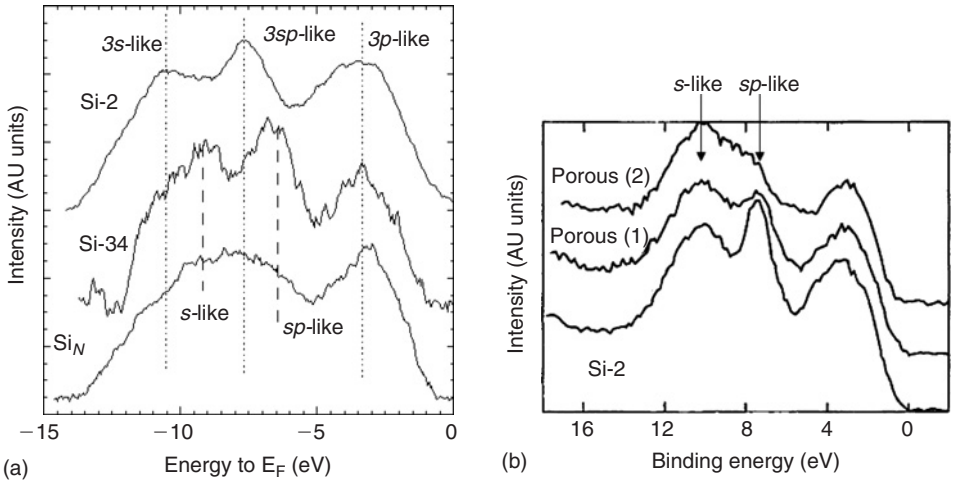 3s-like
3sp-like
3p-like
Si-2
Si-34
s-like
sp-like
SiN
Intensity (AU units)
−15
−10
−5
0
Energy to EF (eV)
(a)
s-like
sp-like
Porous (2)
Porous (1)
Si-2
Intensity (AU units)
16
12
8
4
0
Binding energy (eV)
(b)